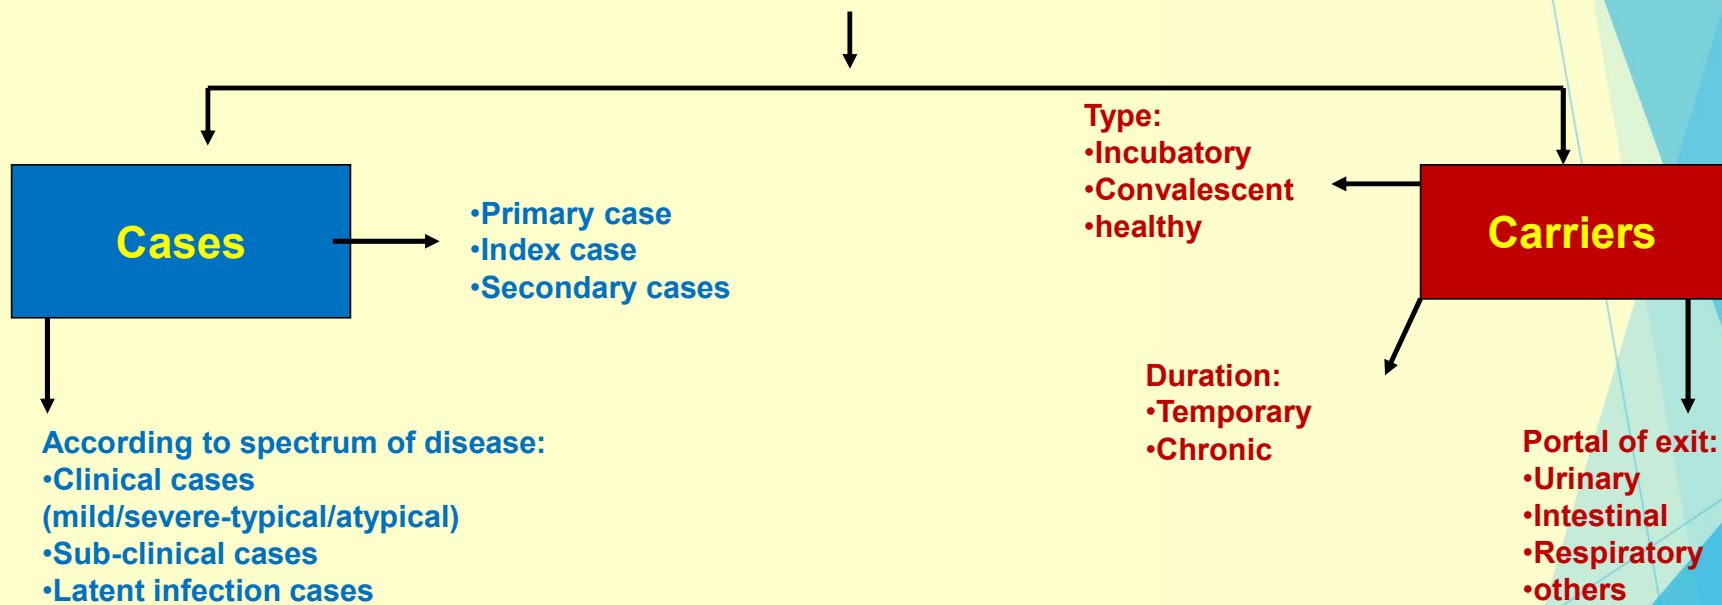 Cases
•Primary case
•Index case
•Secondary cases
According to spectrum of disease:
•Clinical cases
(mild/severe-typical/atypical)
•Sub-clinical cases
•Latent infection cases
Type:
•Incubatory
•Convalescent
•healthy
Carriers
Duration:
•Temporary
•Chronic
Portal of exit:
•Urinary
•Intestinal
•Respiratory
•others